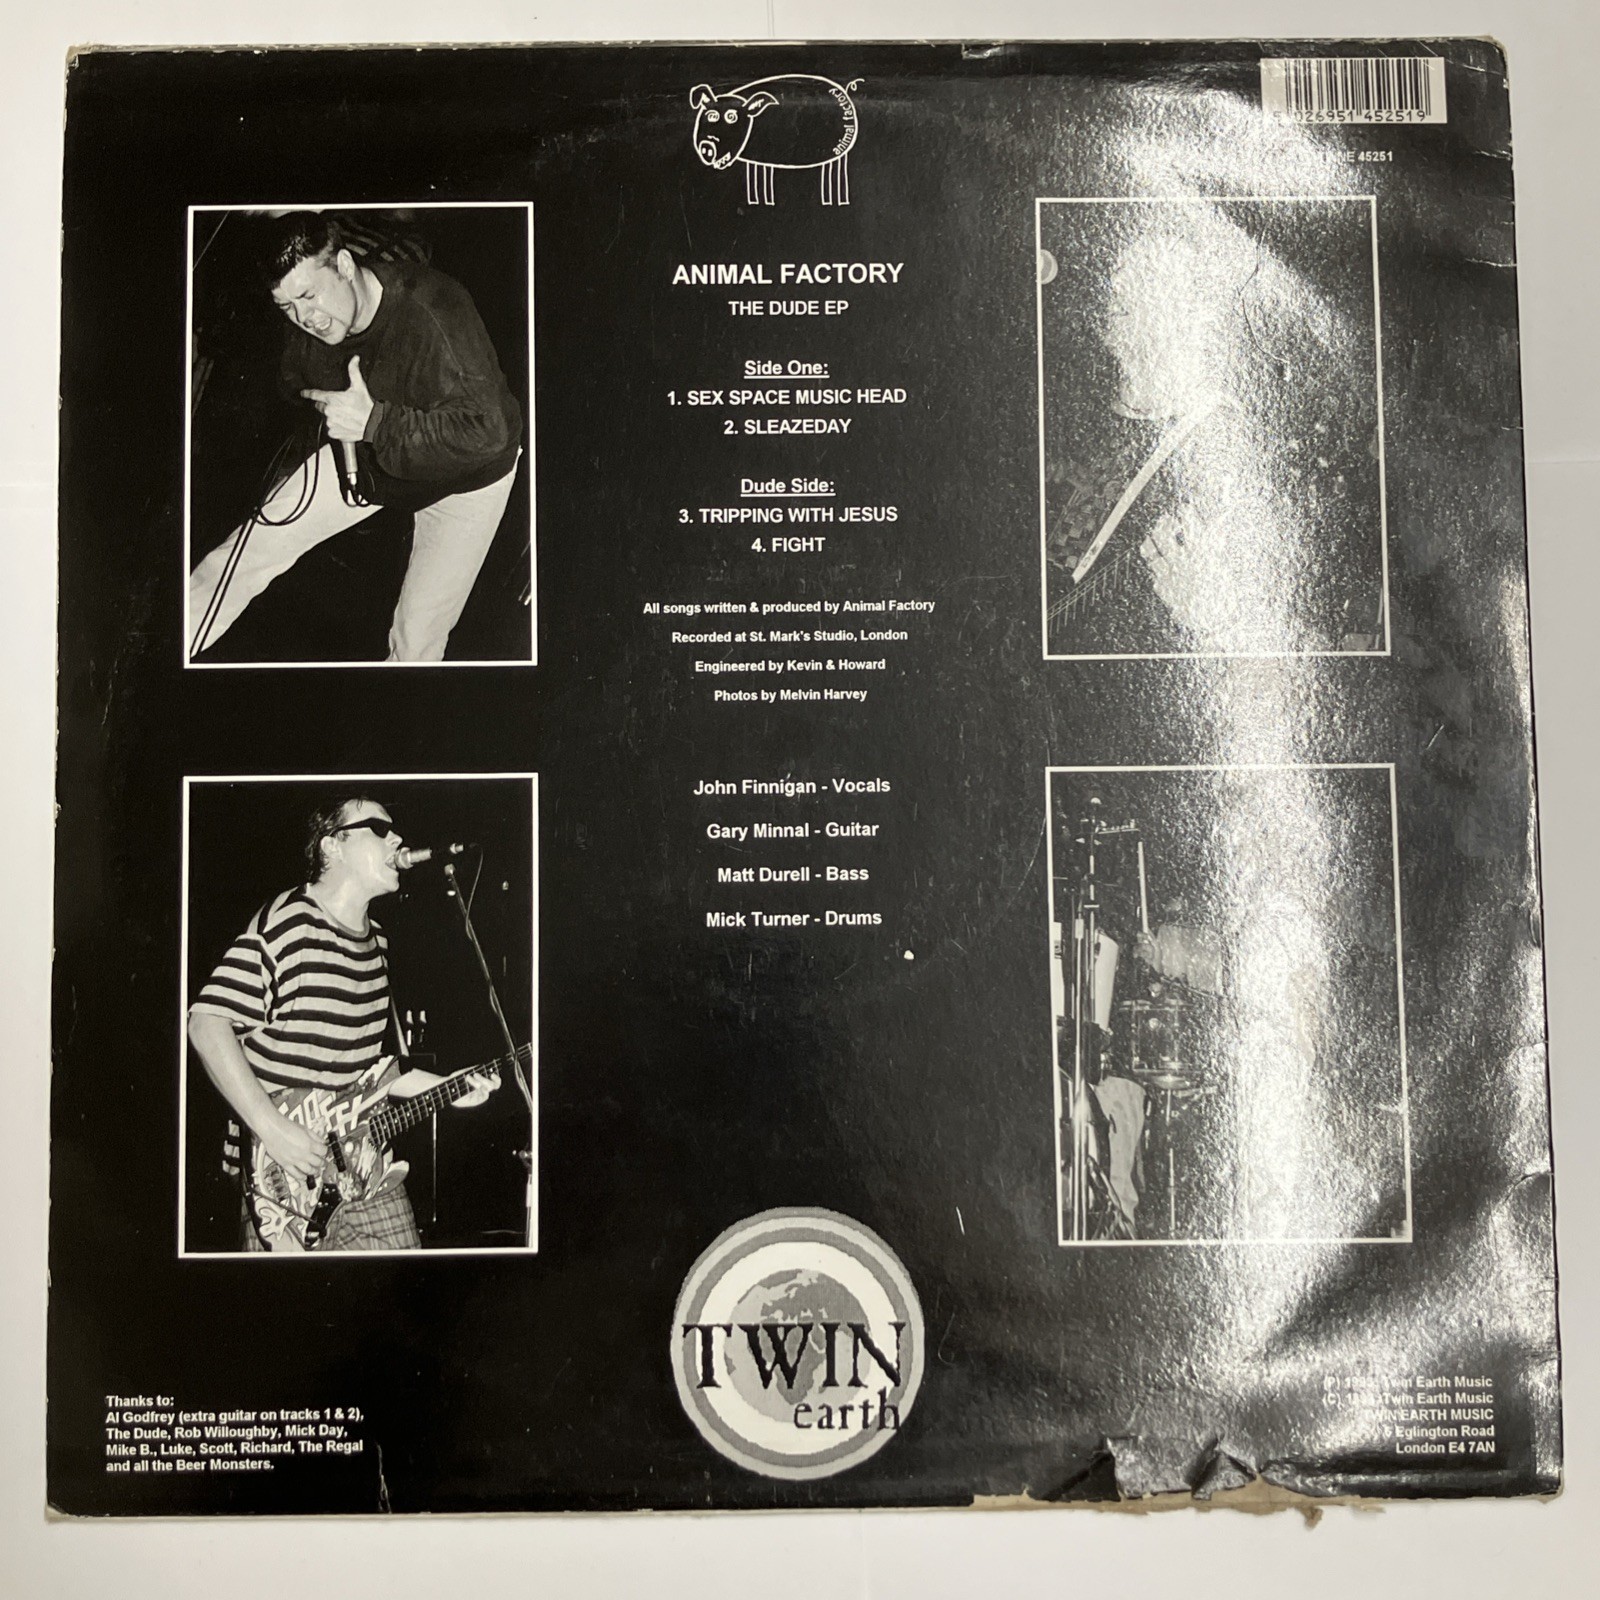 animal factory
5 026951 452519
45251
ANIMAL FACTORY
THE DUDE EP
Side One:
1. SEX SPACE MUSIC HEAD
2. SLEAZEDAY
Dude Side:
3. TRIPPING WITH JESUS
4. FIGHT
All songs written & produced by Animal Factory
Recorded at St. Mark's Studio, London
Engineered by Kevin & Howard
Photos by Melvin Harvey
John Finnigan - Vocals
Gary Minnal - Guitar
Matt Durell - Bass
Mick Turner - Drums
TWIN
earth
Thanks to:
Al Godfrey (extra guitar on tracks 1 & 2),
The Dude, Rob Willoughby, Mick Day,
Mike B., Luke, Scott, Richard, The Regal
and all the Beer Monsters.
(P) Twin Earth Music
(C) Twin Earth Music
TWIN EARTH MUSIC
Eglington Road
London E4 7AN